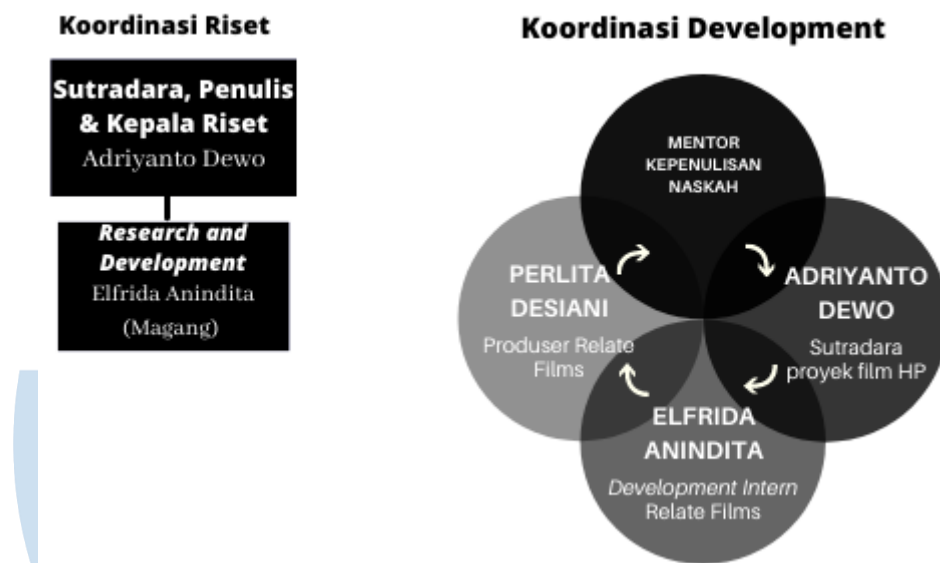 Koordinasi Riset
Sutradara, Penulis
& Kepala Riset
Adriyanto Dewo
Research and
Development
Elfrida Anindita
(Magang)
Koordinasi Development
MENTOR
KEPENULISAN
NASKAH
PERLITA
DESIANI
Produser Relate
Films
ADRIYANTO
DEWO
Sutradara
proyek film HP
ELFRIDA
ANINDITA
Development Intern
Relate Films